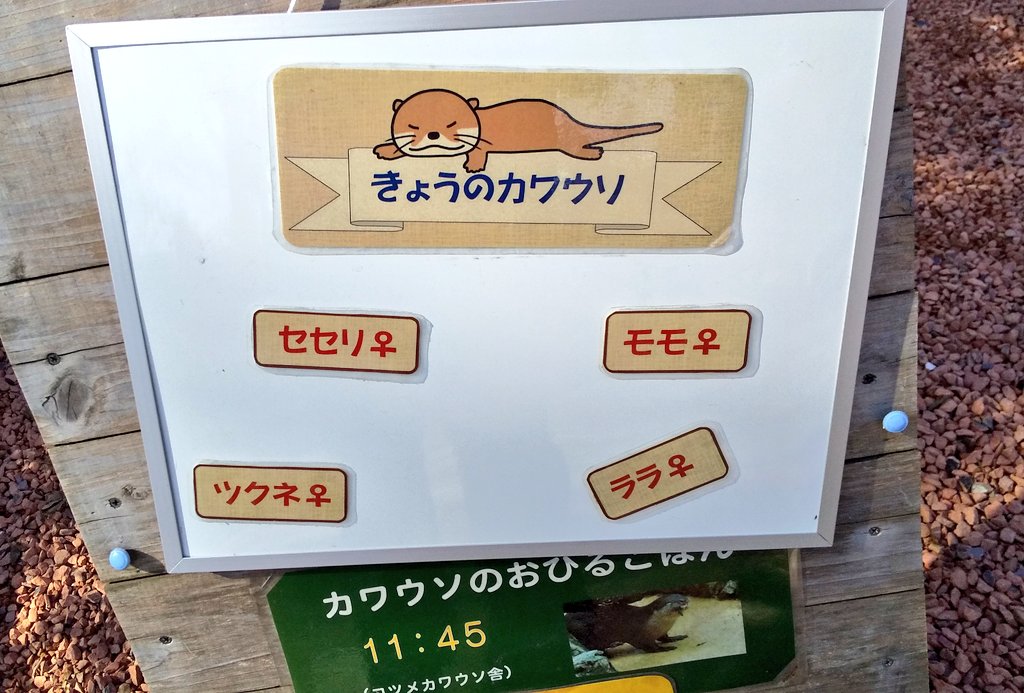 きょうのカワウソ
セセリ♀
モモ♀
ツクネ♀
ララ♀
カワウソのおひるごはん
11:45
(コツメカワウソ舎)